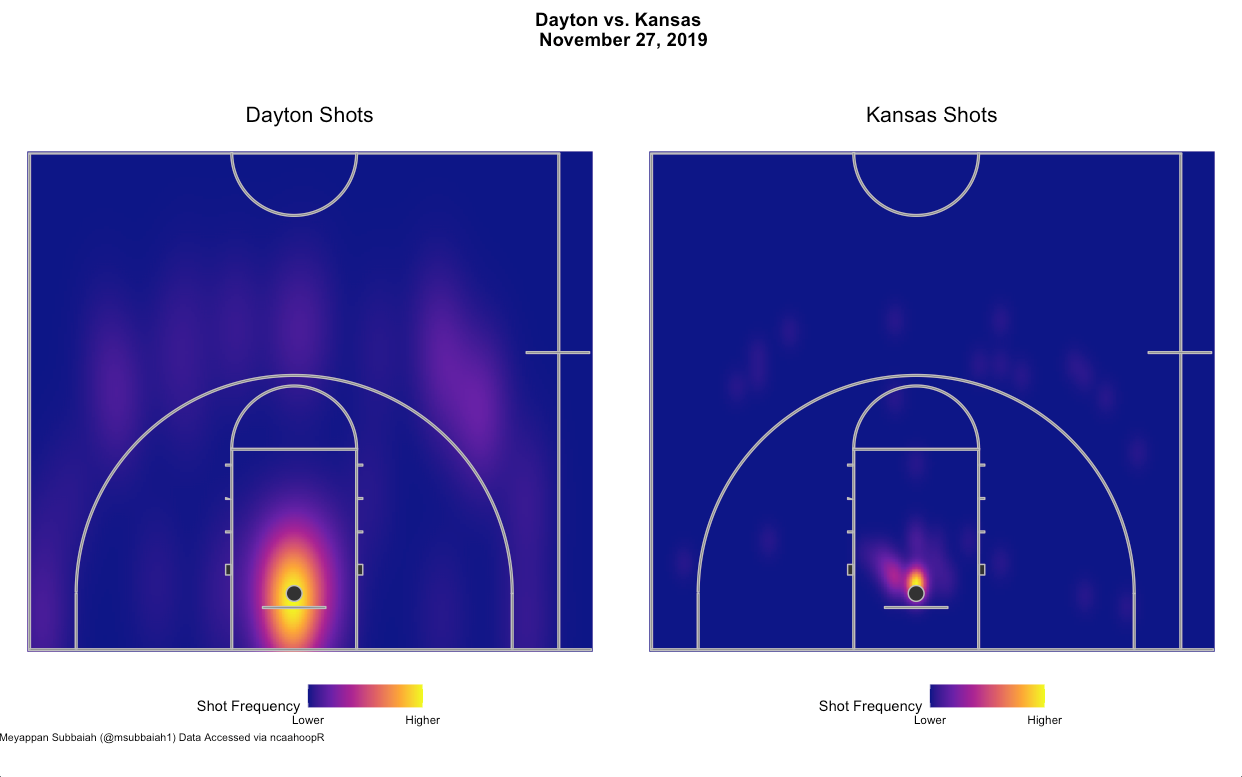 Dayton vs. Kansas
November 27, 2019
Dayton Shots
Kansas Shots
Shot Frequency
Lower
Higher
Shot Frequency
Lower
Higher
Meyappan Subbaiah (@msubbaiah1) Data Accessed via ncaahoopR